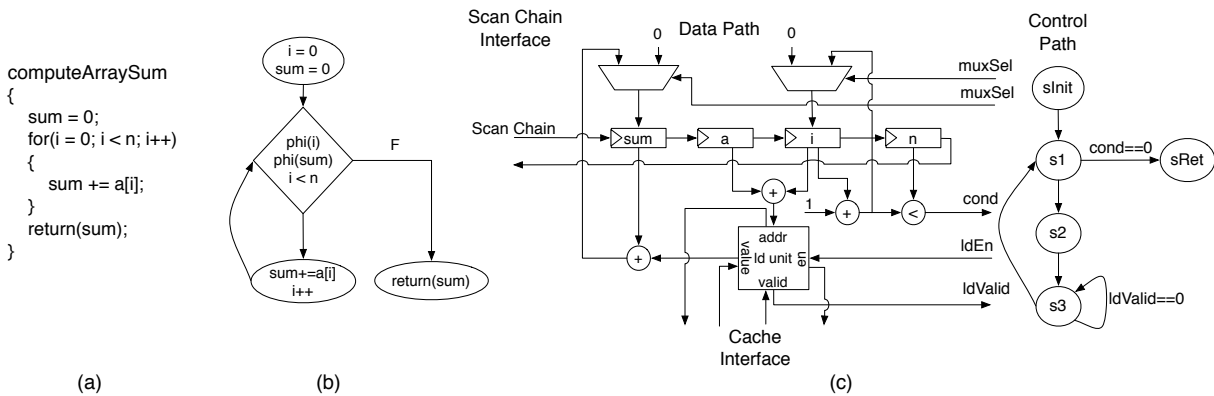 computeArraySum
{
sum = 0;
for(i = 0; i < n; i++)
{
sum += a[i];
}
return(sum);
}
(a)
i = 0
sum = 0
phi(i)
phi(sum)
i < n
F
sum+=a[i]
i++
return(sum)
(b)
Scan Chain
Interface
Data Path
Control
Path
0
0
muxSel
muxSel
Scan Chain
sum
a
i
n
+
1
+
<
cond
+
addr
value
ld unit
en
valid
ldEn
ldValid
Cache
Interface
sInit
s1
cond==0
sRet
s2
s3
ldValid==0
(c)